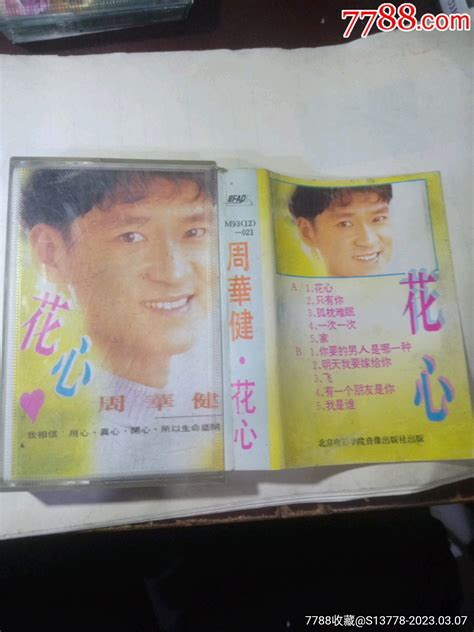 7788.com
花心
周華健
我相信:用心·真心·開心·所以生命盛開
BFAP
M93(12)
-021
周華健·花心
花心
A 1.花心
2.只有你
3.孤枕难眠
4.一次一次
5.家
B 1.你要的男人是哪一种
2.明天我要嫁给你
3.飞
4.有一个朋友是你
5.我是谁
北京电影学院音像出版社出版
7788收藏@S13778-2023.03.07